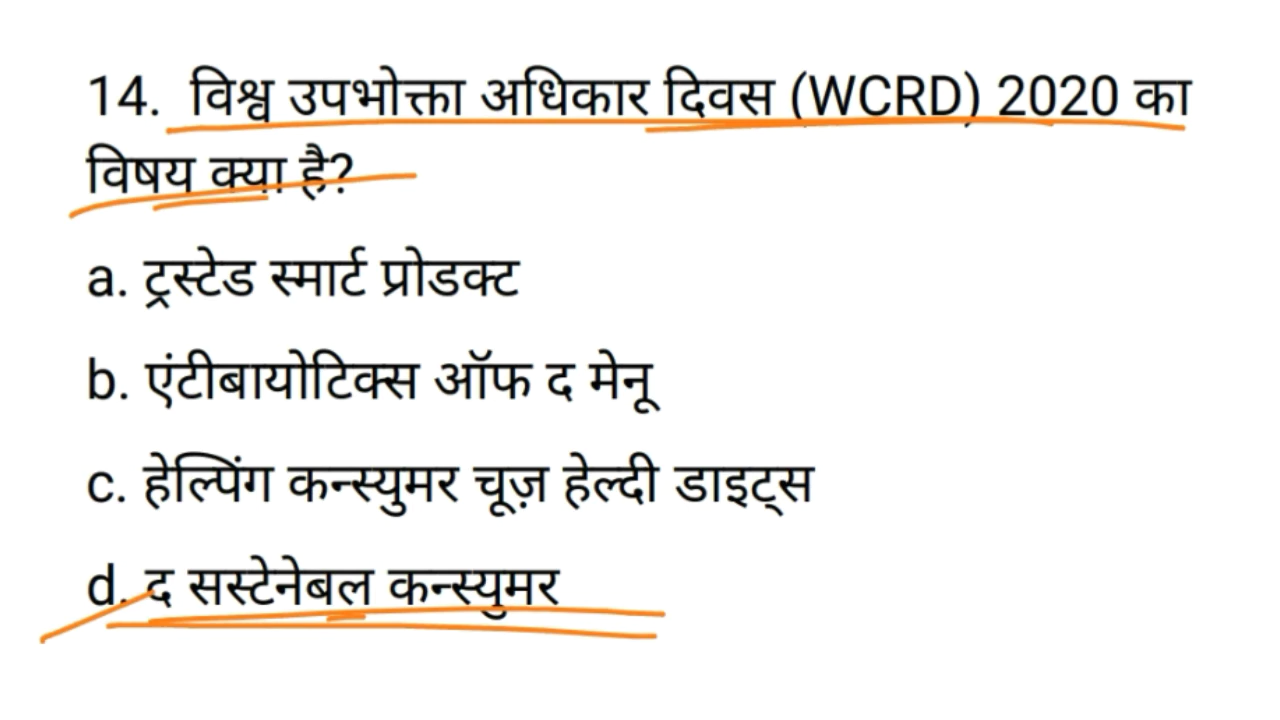 14. विश्व उपभोक्ता अधिकार दिवस (WCRD) 2020 का
विषय क्या है?
a. ट्रस्टेड स्मार्ट प्रोडक्ट
b. एंटीबायोटिक्स ऑफ द मेनू
c. हेल्पिंग कन्स्युमर चूज़ हेल्दी डाइट्स
d. द सस्टेनेबल कन्स्युमर